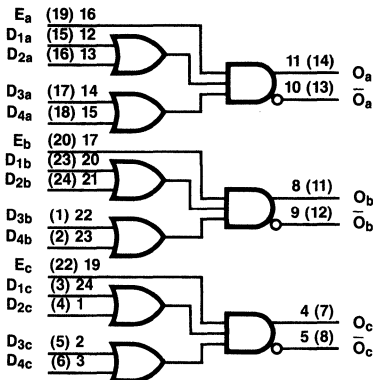 Ea (19) 16
D1a (15) 12
D2a (16) 13
11 (14) Oa
10 (13) Ōa
D3a (17) 14
D4a (18) 15
Eb (20) 17
D1b (23) 20
D2b (24) 21
8 (11) Ob
9 (12) Ōb
D3b (1) 22
D4b (2) 23
Ec (22) 19
D1c (3) 24
D2c (4) 1
4 (7) Oc
5 (8) Ōc
D3c (5) 2
D4c (6) 3